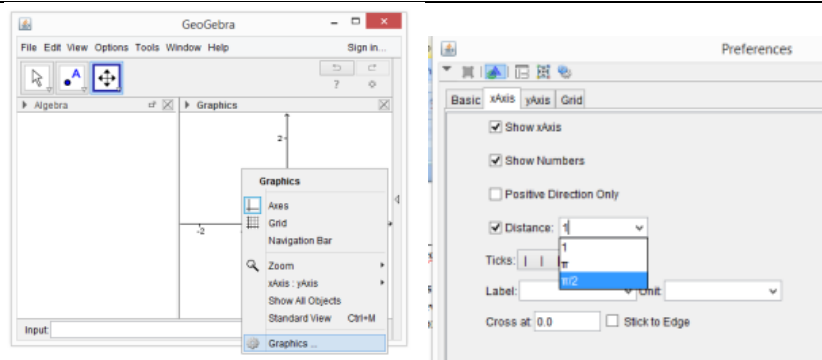 GeoGebra
File Edit View Options Tools Window Help Sign in...
A
?
Algebra
Graphics
2
-2
Graphics
Axes
Grid
Navigation Bar
Zoom
xAxis : yAxis
Show All Objects
Standard View Ctrl+M
Graphics ...
Input:
Preferences
Basic xAxis yAxis Grid
Show xAxis
Show Numbers
Positive Direction Only
Distance: 1
1
π
π/2
Ticks:
Label: Unit:
Cross at: 0.0 Stick to Edge